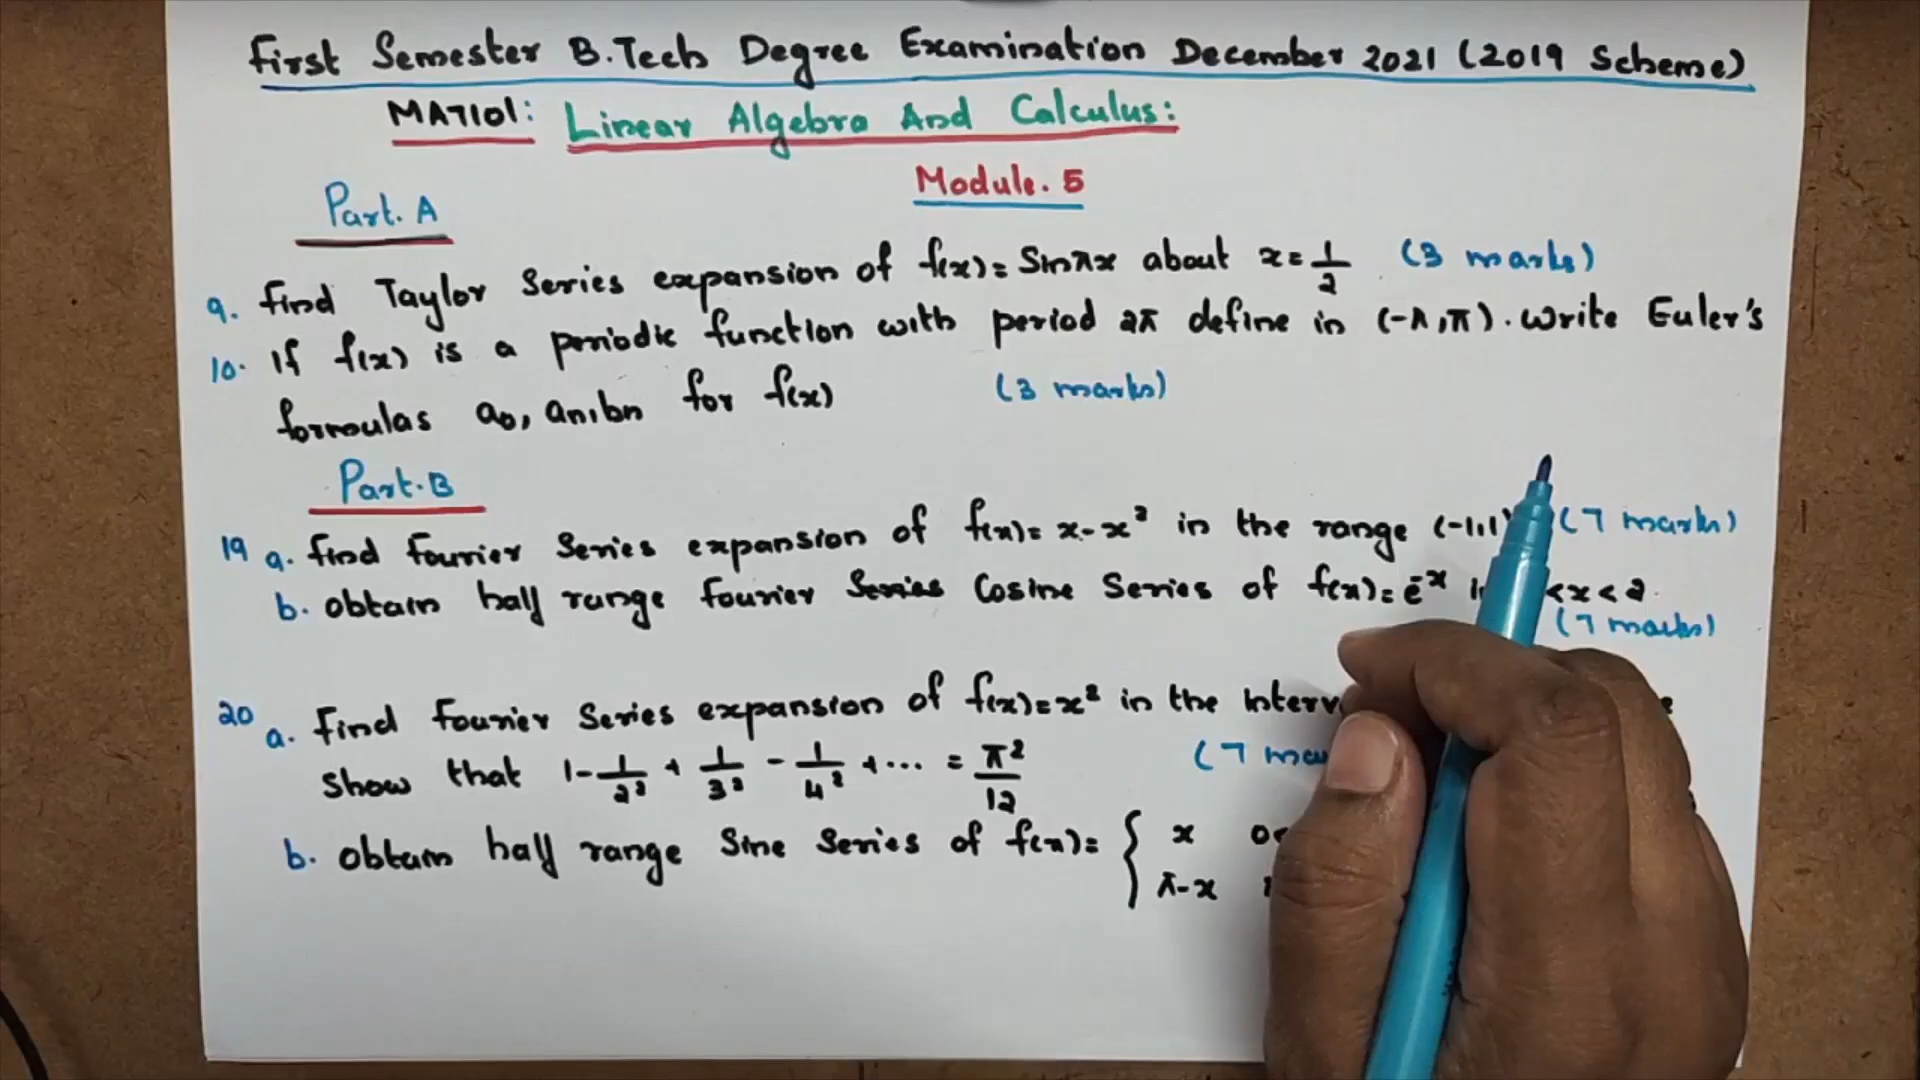 First Semester B.Tech Degree Examination December 2021 (2019 Scheme)
MAT101: Linear Algebra And Calculus:
Module. 5
Part. A
9. Find Taylor Series expansion of f(x)= Sinπx about x= 1/2 (3 marks)
10. If f(x) is a periodic function with period 2π define in (-π,π). Write Euler's
formulas a₀, an, bn for f(x) (3 marks)
Part. B
19 a. Find Fourier Series expansion of f(x)= x-x² in the range (-1,1) (7 marks)
b. obtain half range Fourier Series Cosine Series of f(x)= e⁻ˣ <x<2.
(7 marks)
20 a. Find Fourier Series expansion of f(x)=x² in the
Show that 1- 1/2² + 1/3² - 1/4² + ... = π²/12 (7
b. obtain half range Sine Series of f(x)= { x
π-x